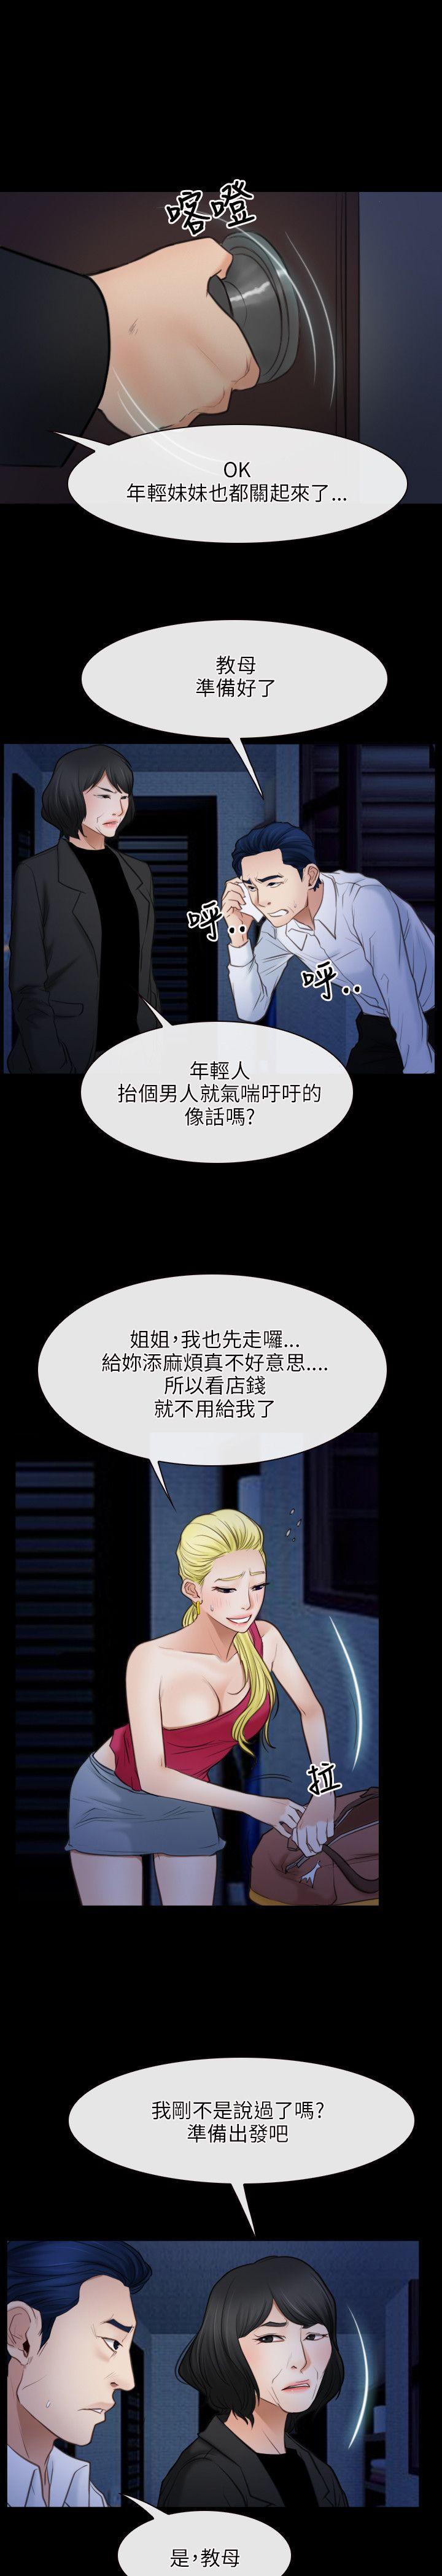 喀噔
OK
年輕妹妹也都關起來了...
教母
準備好了
呼..
呼..
年輕人
抬個男人就氣喘吁吁的
像話嗎?
姐姐，我也先走囉...
給妳添麻煩真不好意思....
所以看店錢
就不用給我了
拉
我剛不是說過了嗎?
準備出發吧
是，教母